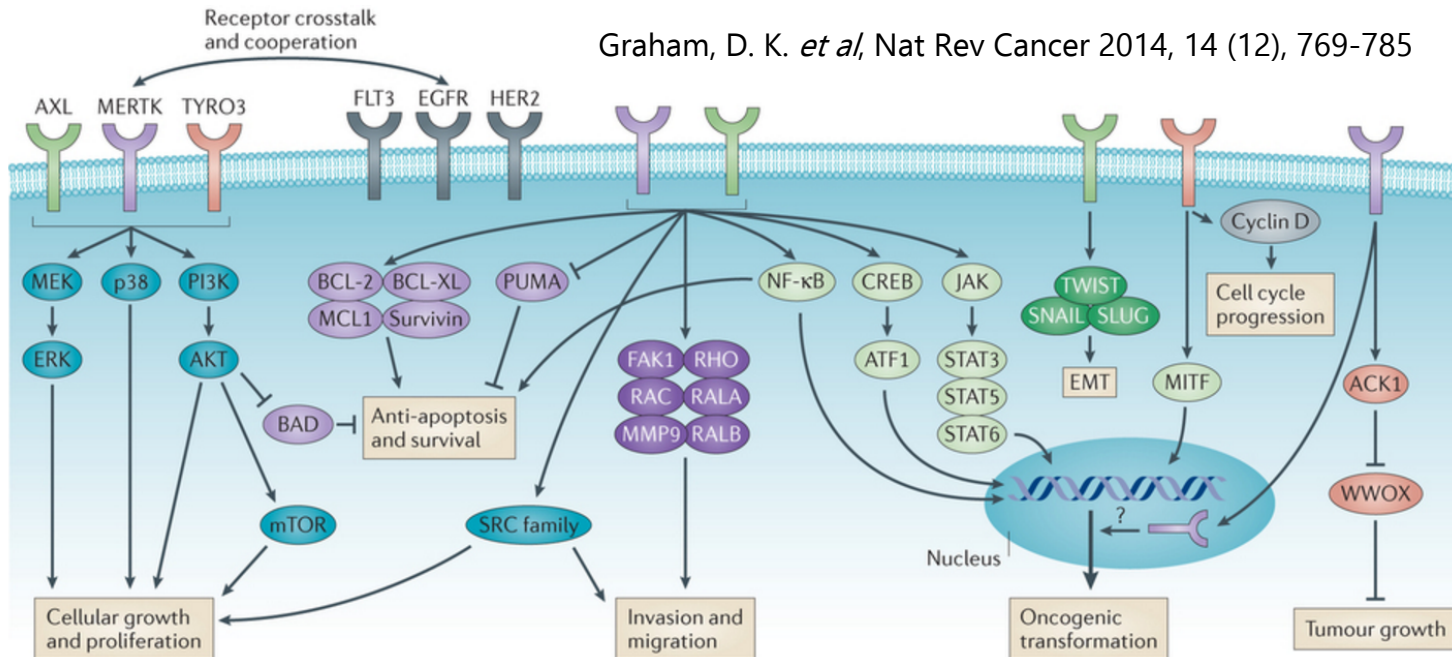 Receptor crosstalk
and cooperation
Graham, D. K. et al, Nat Rev Cancer 2014, 14 (12), 769-785
AXL
MERTK
TYRO3
FLT3
EGFR
HER2
MEK
p38
PI3K
ERK
AKT
BAD
mTOR
BCL-2
BCL-XL
MCL1
Survivin
PUMA
Anti-apoptosis
and survival
SRC family
Cellular growth
and proliferation
FAK1
RHO
RAC
RALA
MMP9
RALB
Invasion and
migration
NF-κB
CREB
JAK
ATF1
STAT3
STAT5
STAT6
TWIST
SNAIL
SLUG
EMT
Cyclin D
Cell cycle
progression
MITF
?
Nucleus
Oncogenic
transformation
ACK1
WWOX
Tumour growth